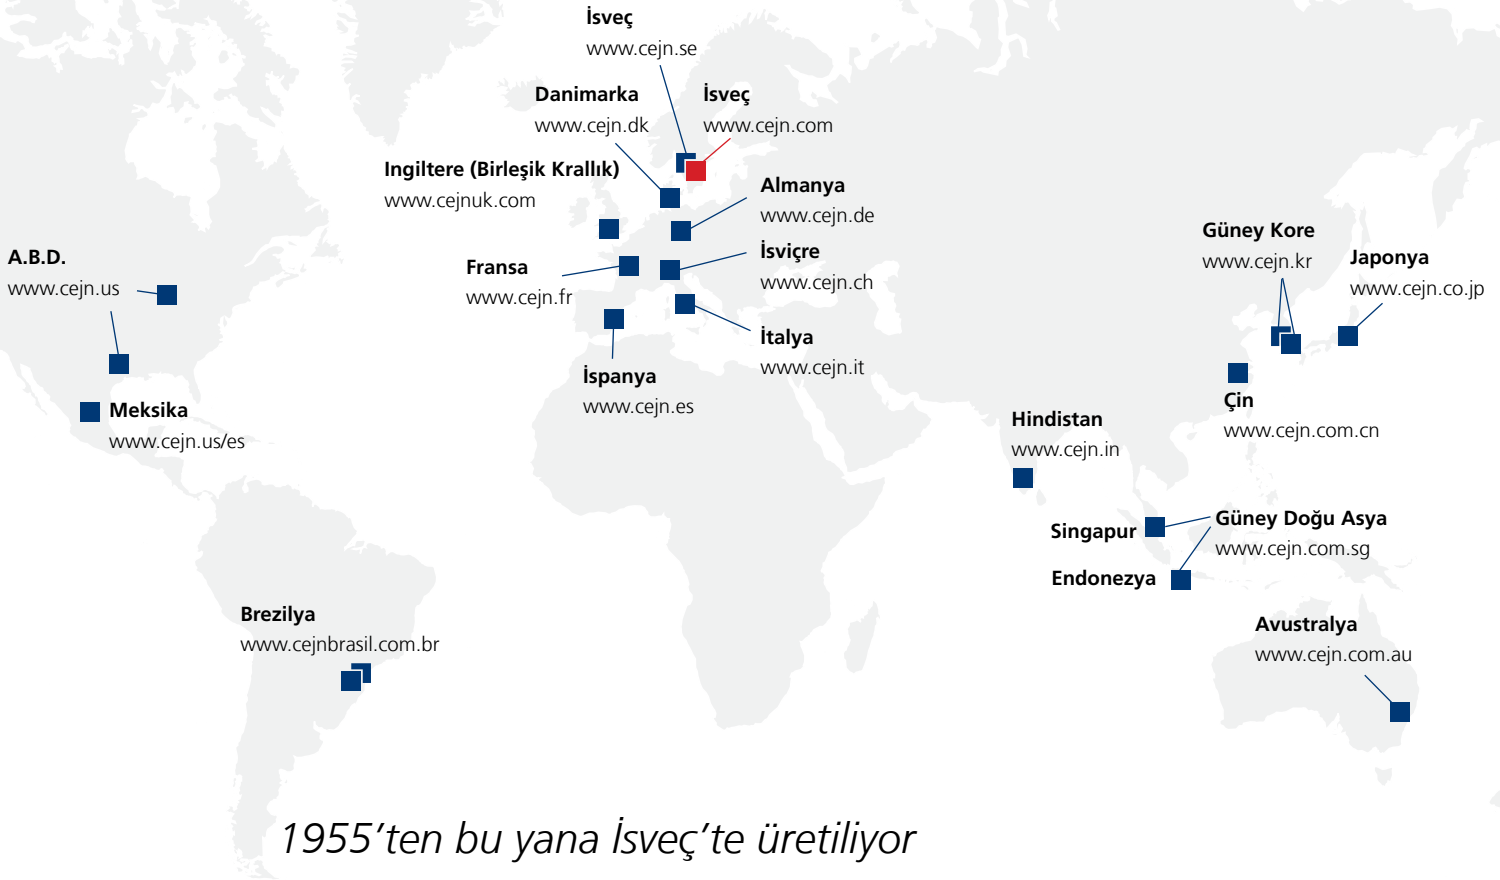 İsveç
www.cejn.se
Danimarka
www.cejn.dk
İsveç
www.cejn.com
Ingiltere (Birleşik Krallık)
www.cejnuk.com
Almanya
www.cejn.de
A.B.D.
www.cejn.us
Fransa
www.cejn.fr
İsviçre
www.cejn.ch
Güney Kore
www.cejn.kr
Japonya
www.cejn.co.jp
İtalya
www.cejn.it
İspanya
www.cejn.es
Meksika
www.cejn.us/es
Çin
www.cejn.com.cn
Hindistan
www.cejn.in
Singapur
Güney Doğu Asya
www.cejn.com.sg
Endonezya
Brezilya
www.cejnbrasil.com.br
Avustralya
www.cejn.com.au
1955’ten bu yana İsveç’te üretiliyor